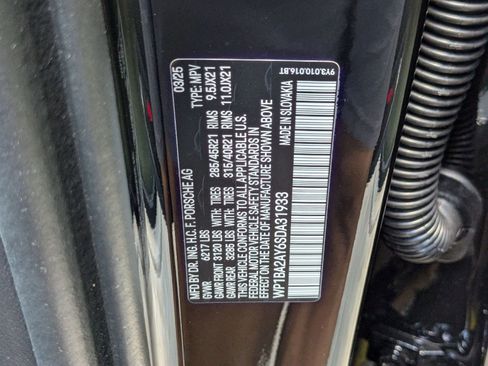 MFD BY DR. ING. H.C. F. PORSCHE AG 03/25
GVWR 6217 LBS TYPE: MPV
GAWR FRONT 3120 LBS WITH: TIRES 285/45R21 RIMS 9.5JX21
GAWR REAR 3286 LBS WITH: TIRES 315/40R21 RIMS 11.0JX21
THIS VEHICLE CONFORMS TO ALL APPLICABLE U.S.
FEDERAL MOTOR VEHICLE SAFETY STANDARDS IN EFFECT
ON THE DATE OF MANUFACTURE SHOWN ABOVE
WP1BA2AY6SDA31933 MADE IN SLOVAKIA
9Y3.010.016.BT